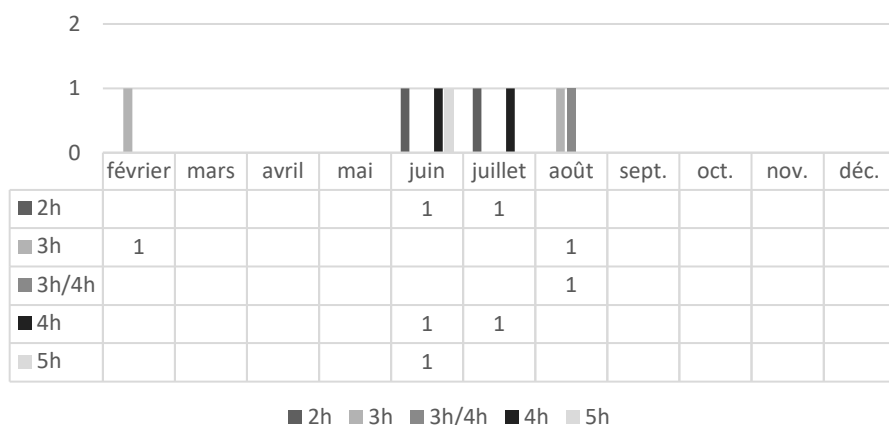 2
1
0
février mars avril mai juin juillet août sept. oct. nov. déc.
2h 1 1
3h 1 1
3h/4h 1
4h 1 1
5h 1
2h 3h 3h/4h 4h 5h